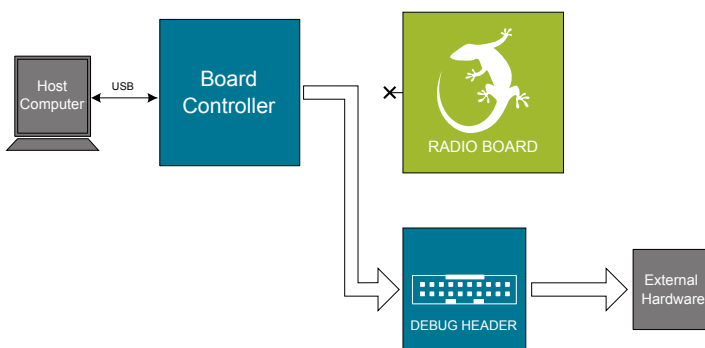 Host
Computer
USB
Board
Controller
RADIO BOARD
DEBUG HEADER
External
Hardware